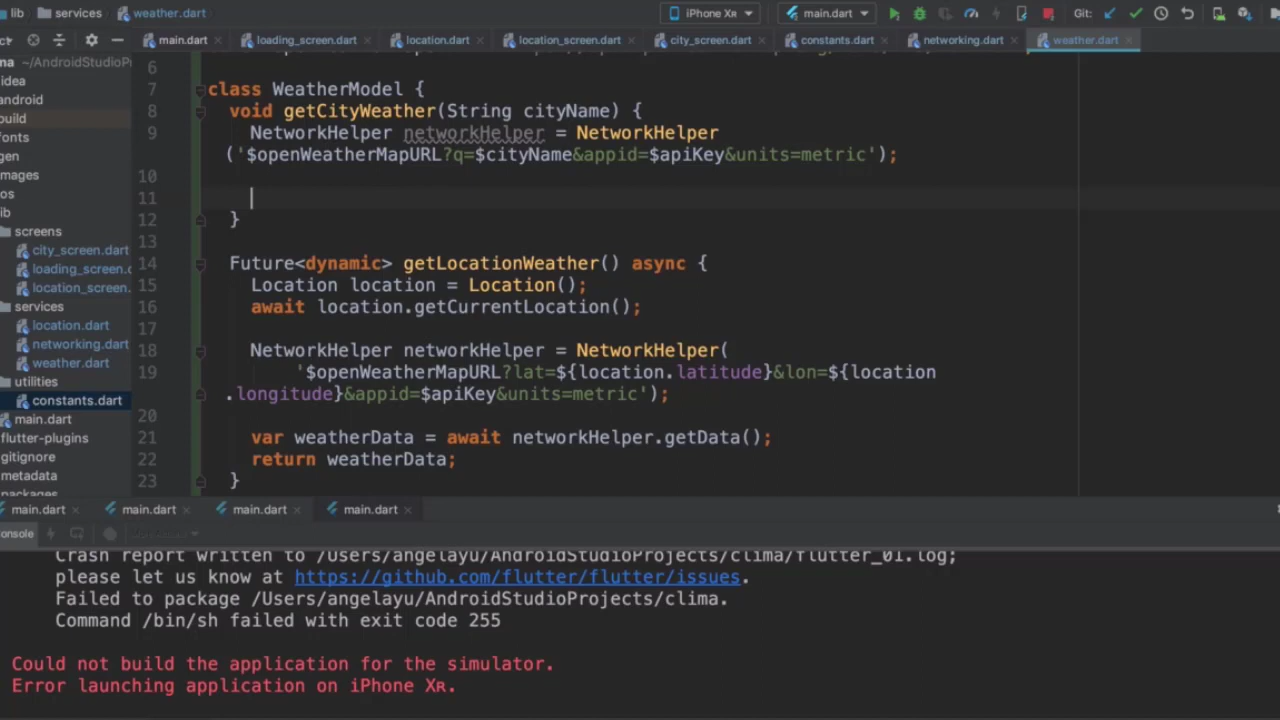 lib services weather.dart iPhone XR main.dart Git:
main.dart loading_screen.dart location.dart location_screen.dart city_screen.dart constants.dart networking.dart weather.dart
ma ~/AndroidStudioP
idea
android
build
fonts
gen
mages
os
ib
screens
city_screen.dart
loading_screen.
location_screen.
services
location.dart
networking.dart
weather.dart
utilities
constants.dart
main.dart
flutter-plugins
gitignore
metadata
packages
6
7 class WeatherModel {
8 void getCityWeather(String cityName) {
9 NetworkHelper networkHelper = NetworkHelper
('$openWeatherMapURL?q=$cityName&appid=$apiKey&units=metric');
10
11
12 }
13
14 Future<dynamic> getLocationWeather() async {
15 Location location = Location();
16 await location.getCurrentLocation();
17
18 NetworkHelper networkHelper = NetworkHelper(
19 '$openWeatherMapURL?lat=${location.latitude}&lon=${location
.longitude}&appid=$apiKey&units=metric');
20
21 var weatherData = await networkHelper.getData();
22 return weatherData;
23 }
main.dart main.dart main.dart main.dart
onsole
Crash report written to /Users/angelayu/AndroidStudioProjects/clima/flutter_01.log;
please let us know at https://github.com/flutter/flutter/issues.
Failed to package /Users/angelayu/AndroidStudioProjects/clima.
Command /bin/sh failed with exit code 255
Could not build the application for the simulator.
Error launching application on iPhone XR.